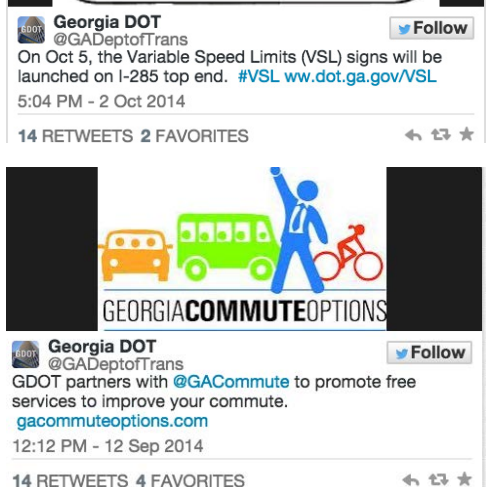 Georgia DOT
@GADeptofTrans
Follow
On Oct 5, the Variable Speed Limits (VSL) signs will be
launched on I-285 top end. #VSL ww.dot.ga.gov/VSL
5:04 PM - 2 Oct 2014
14 RETWEETS 2 FAVORITES
GEORGIACOMMUTEOPTIONS
GDOT
Georgia DOT
@GADeptofTrans
Follow
GDOT partners with @GACommute to promote free
services to improve your commute.
gacommuteoptions.com
12:12 PM - 12 Sep 2014
14 RETWEETS 4 FAVORITES